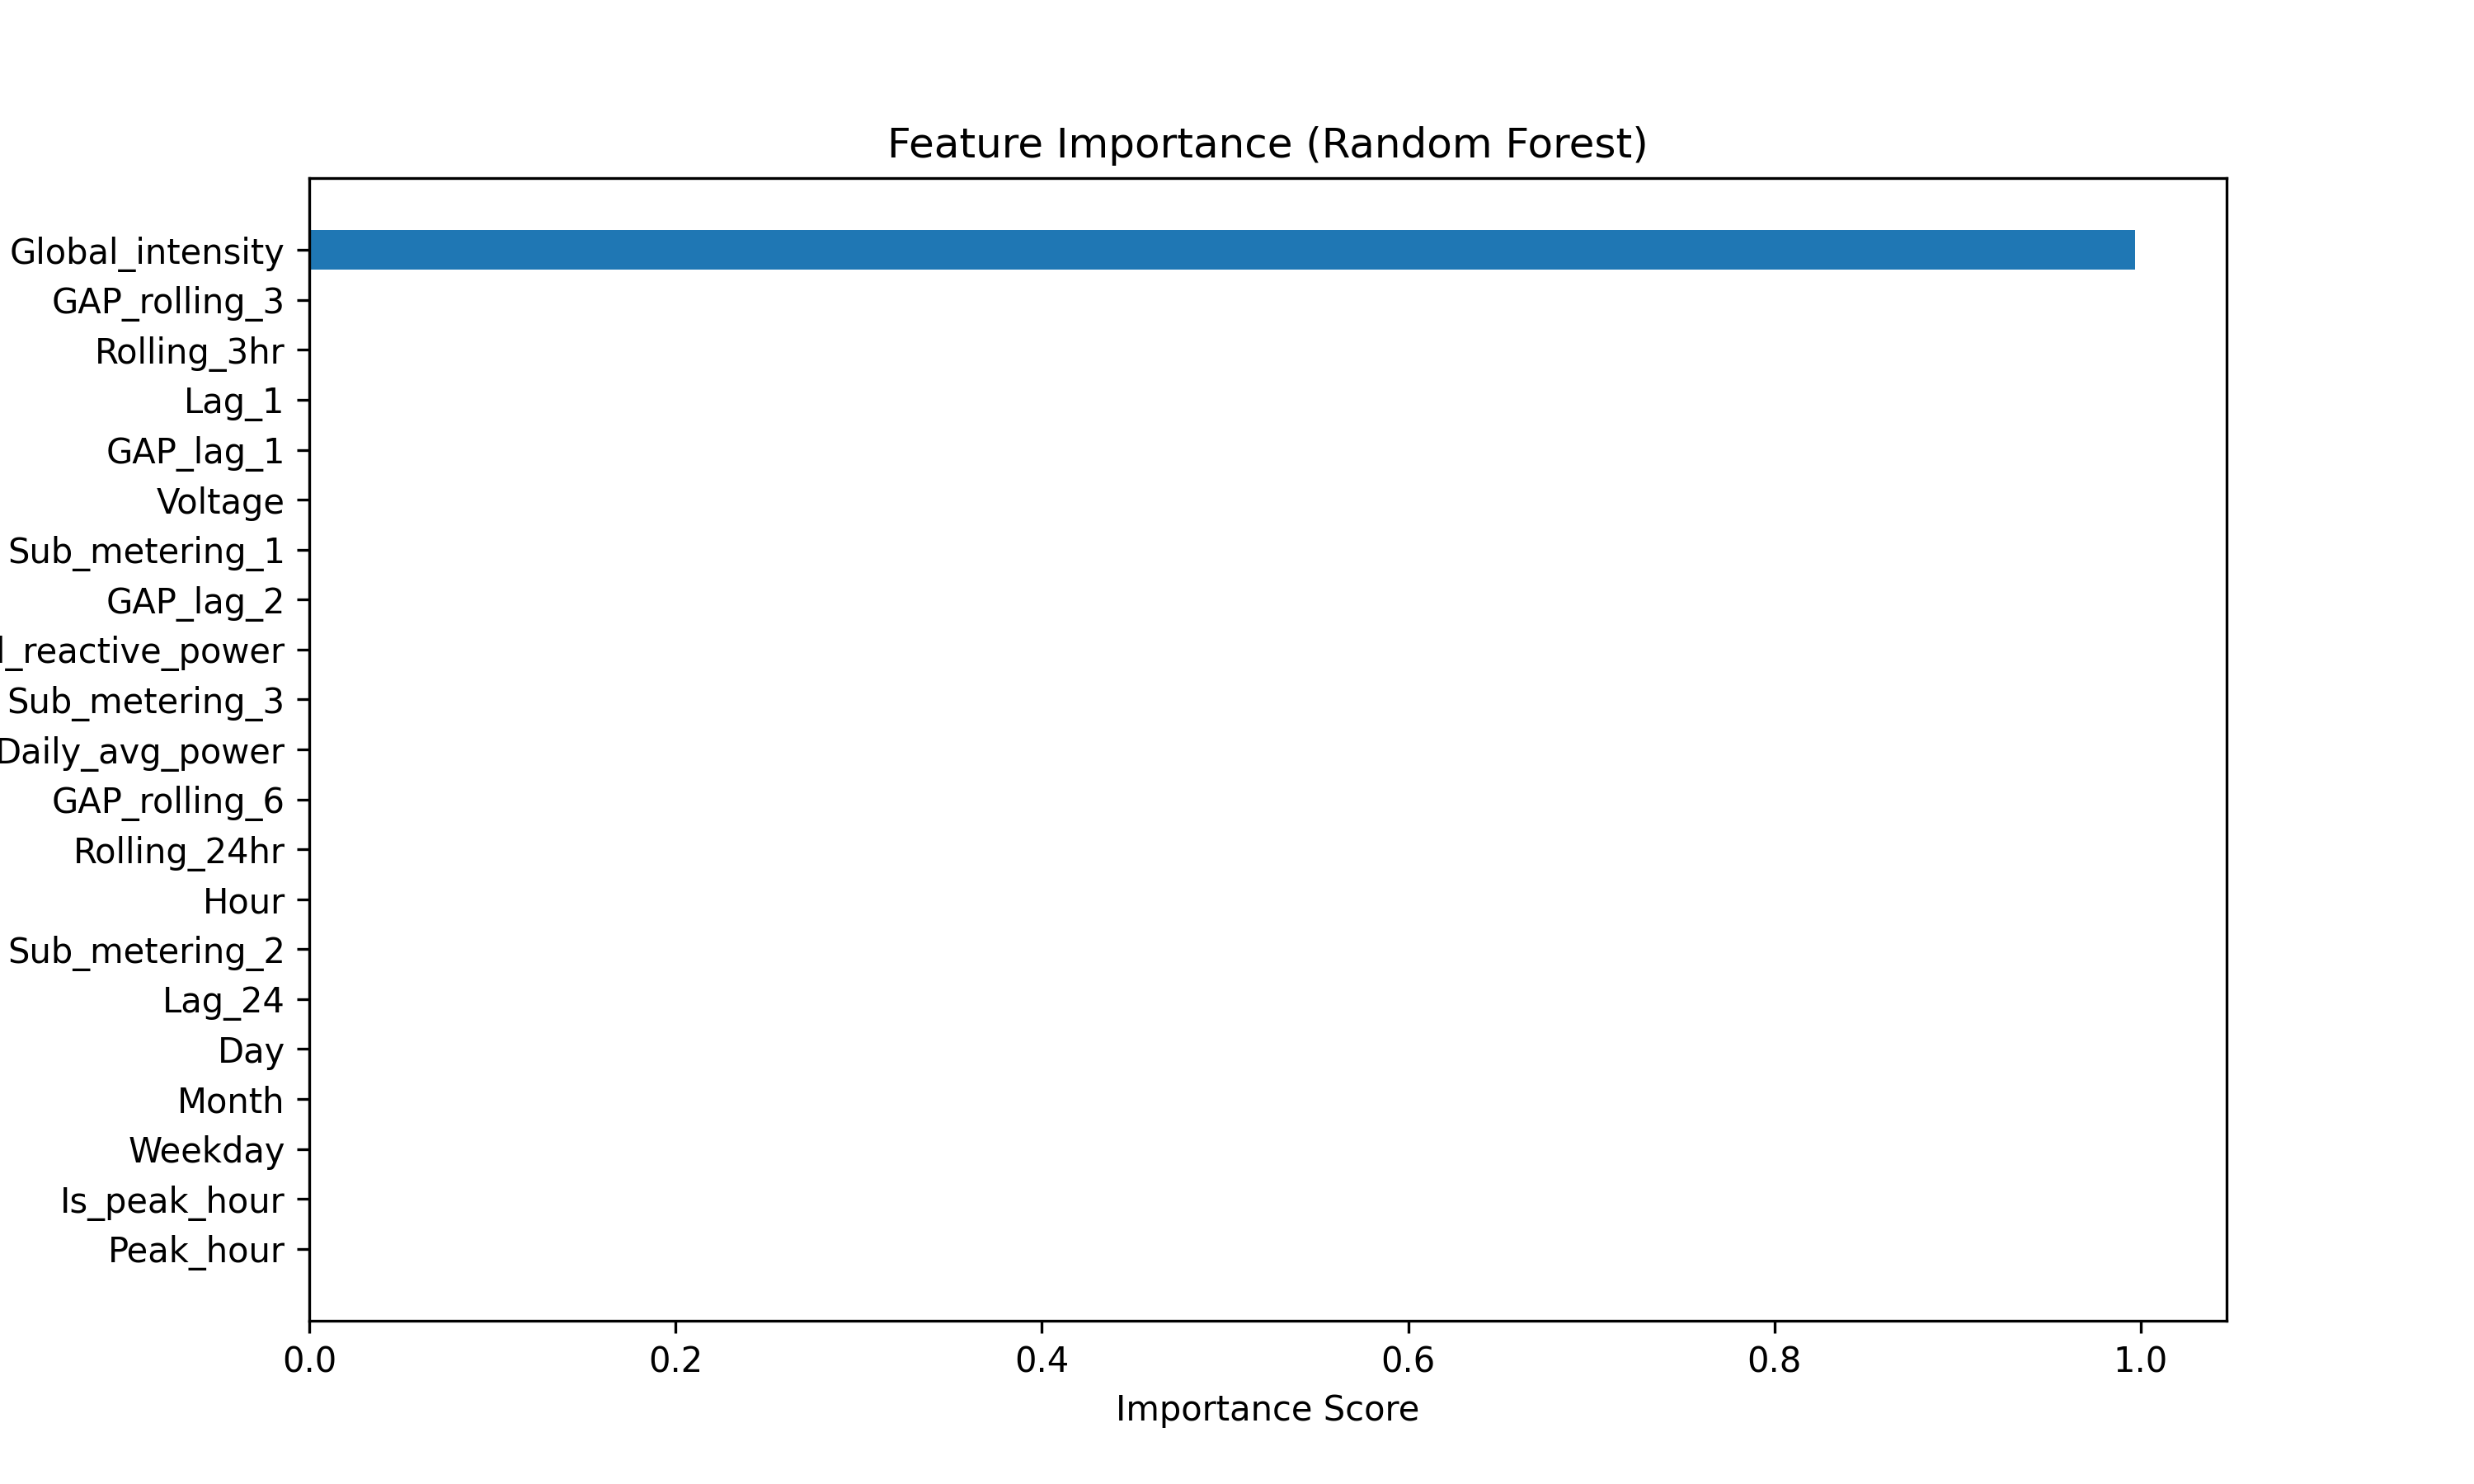 Feature Importance (Random Forest)
Global_intensity
GAP_rolling_3
Rolling_3hr
Lag_1
GAP_lag_1
Voltage
Sub_metering_1
GAP_lag_2
l_reactive_power
Sub_metering_3
Daily_avg_power
GAP_rolling_6
Rolling_24hr
Hour
Sub_metering_2
Lag_24
Day
Month
Weekday
Is_peak_hour
Peak_hour
0.0 0.2 0.4 0.6 0.8 1.0
Importance Score